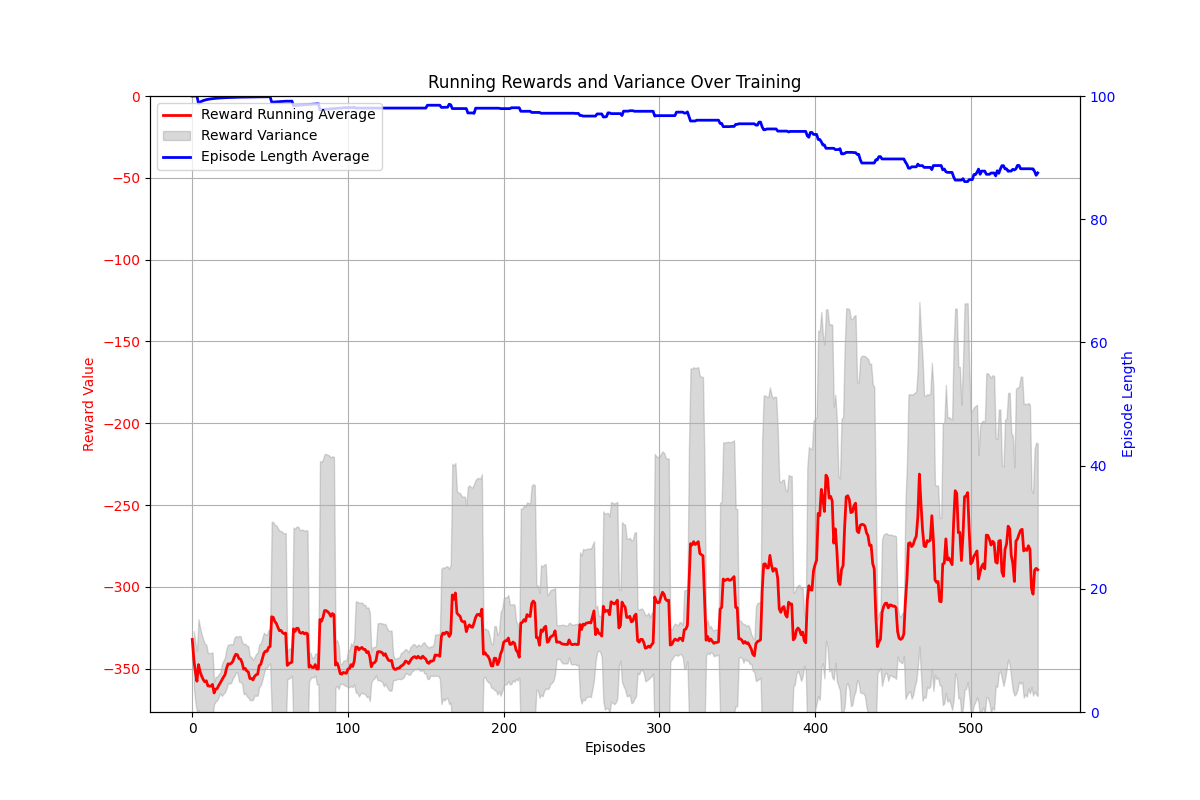 Running Rewards and Variance Over Training
Reward Running Average
Reward Variance
Episode Length Average
0
−50
−100
−150
−200
−250
−300
−350
Reward Value
100
80
60
40
20
0
Episode Length
0 100 200 300 400 500
Episodes